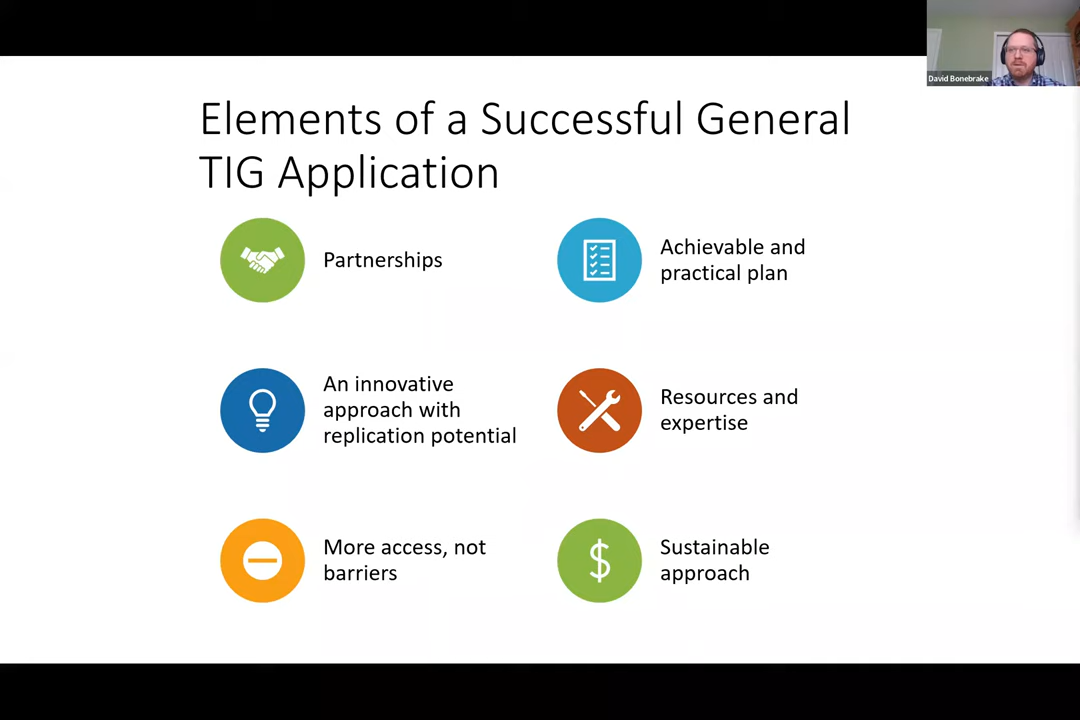 David Bonebrake
Elements of a Successful General
TIG Application
Partnerships
Achievable and
practical plan
An innovative
approach with
replication potential
Resources and
expertise
More access, not
barriers
$
Sustainable
approach